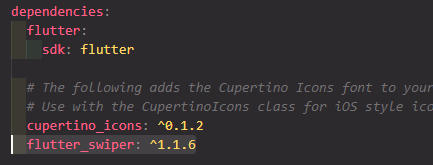 dependencies:
flutter:
sdk: flutter
# The following adds the Cupertino Icons font to your
# Use with the CupertinoIcons class for iOS style
cupertino_icons: ^0.1.2
flutter_swiper: ^1.1.6